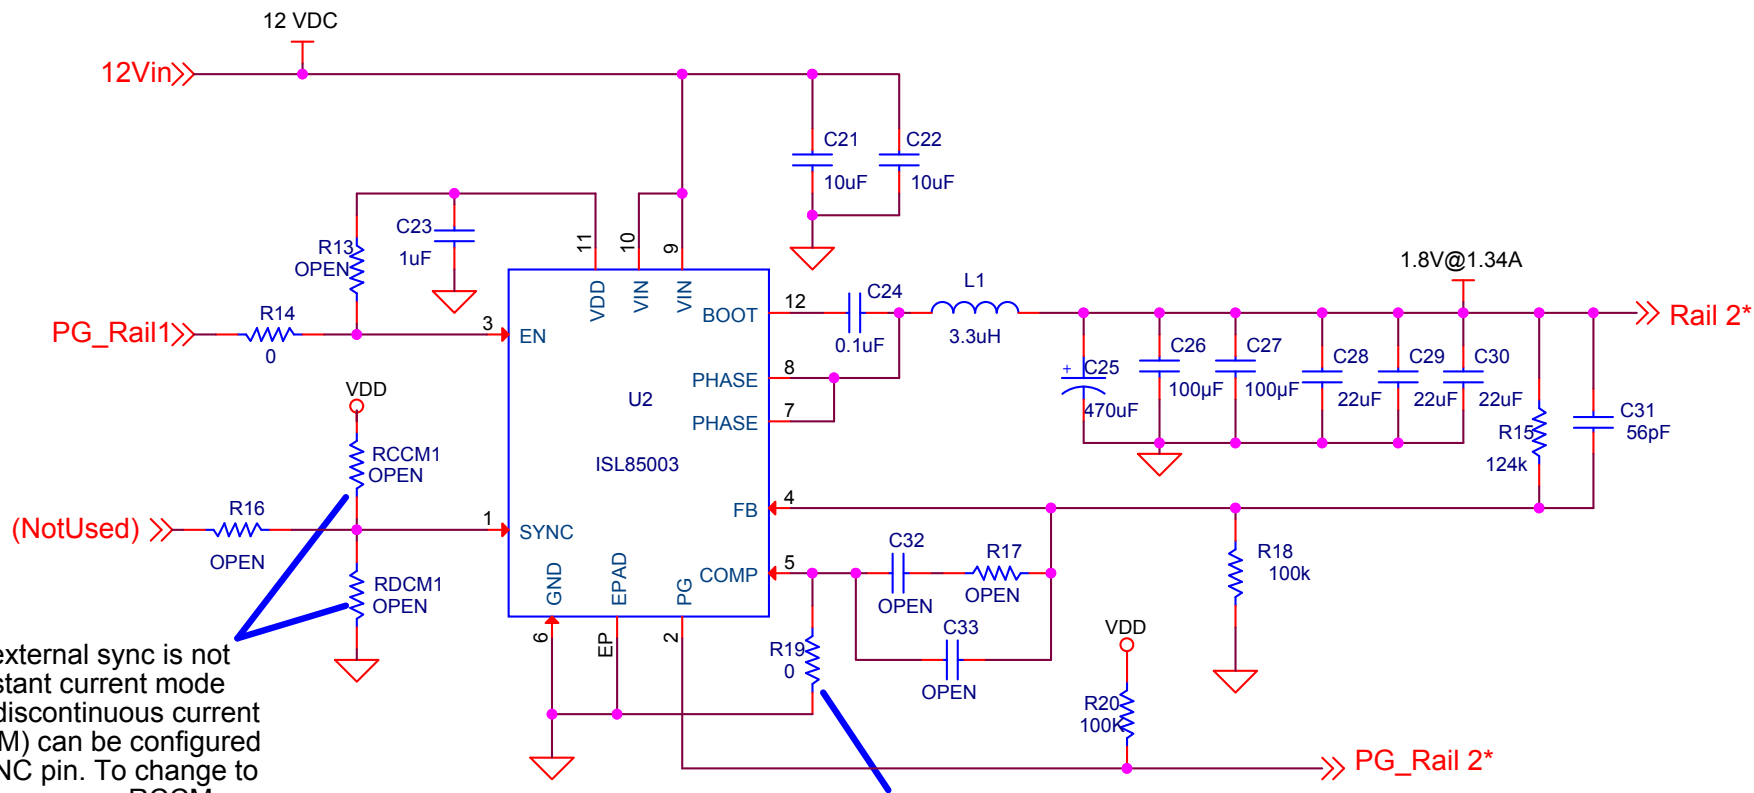 12 VDC
12Vin
C21
10uF
C22
10uF
C23
1uF
R13
OPEN
R14
0
PG_Rail1
11
10
9
VDD
VIN
VIN
3
EN
BOOT
12
C24
0.1uF
L1
3.3uH
1.8V@1.34A
Rail 2*
PHASE
8
PHASE
7
U2
ISL85003
+
C25
470uF
C26
100µF
C27
100µF
C28
22uF
C29
22uF
C30
22uF
R15
124k
C31
56pF
VDD
RCCM1
OPEN
(NotUsed)
R16
OPEN
1
SYNC
RDCM1
OPEN
FB
4
COMP
5
C32
OPEN
R17
OPEN
C33
OPEN
R18
100k
GND
EPAD
PG
6
EP
2
R19
0
VDD
R20
100K
PG_Rail 2*
external sync is not
stant current mode
discontinuous current
M) can be configured
NC pin. To change to
RCCM